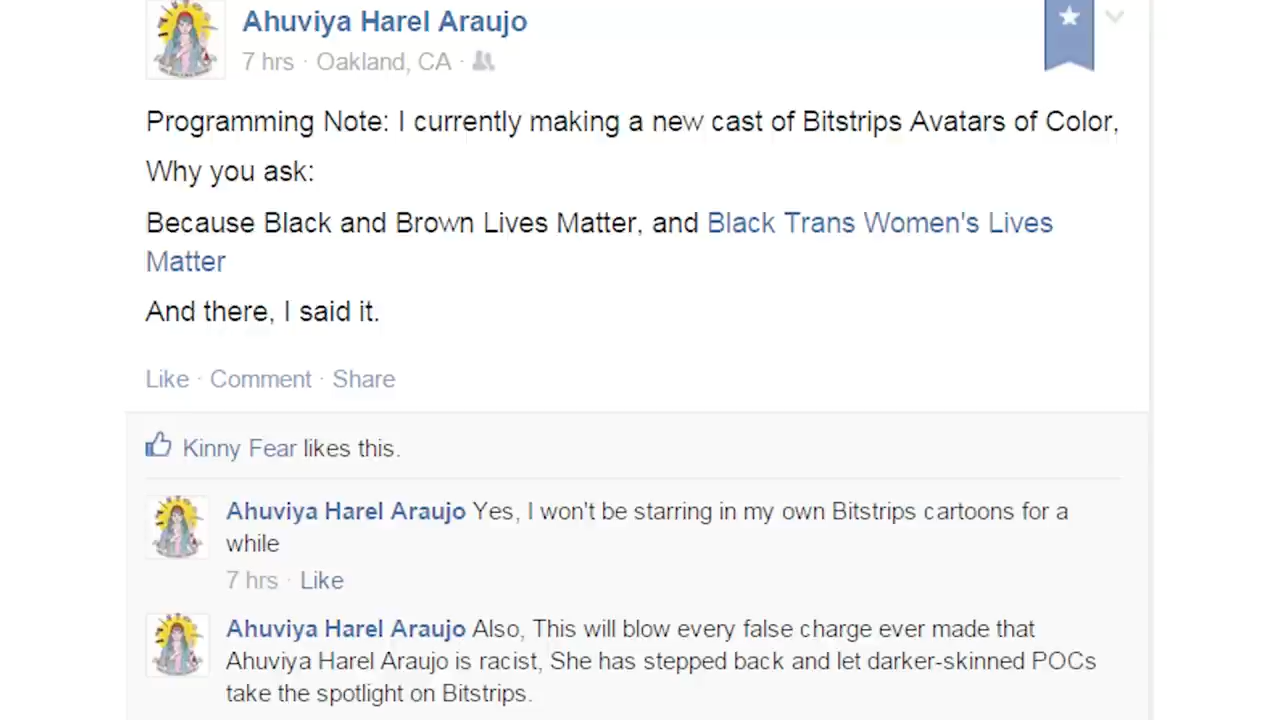 Ahuviya Harel Araujo
7 hrs · Oakland, CA ·
Programming Note: I currently making a new cast of Bitstrips Avatars of Color,
Why you ask:
Because Black and Brown Lives Matter, and Black Trans Women's Lives
Matter
And there, I said it.
Like · Comment · Share
Kinny Fear likes this.
Ahuviya Harel Araujo Yes, I won't be starring in my own Bitstrips cartoons for a
while
7 hrs · Like
Ahuviya Harel Araujo Also, This will blow every false charge ever made that
Ahuviya Harel Araujo is racist, She has stepped back and let darker-skinned POCs
take the spotlight on Bitstrips.